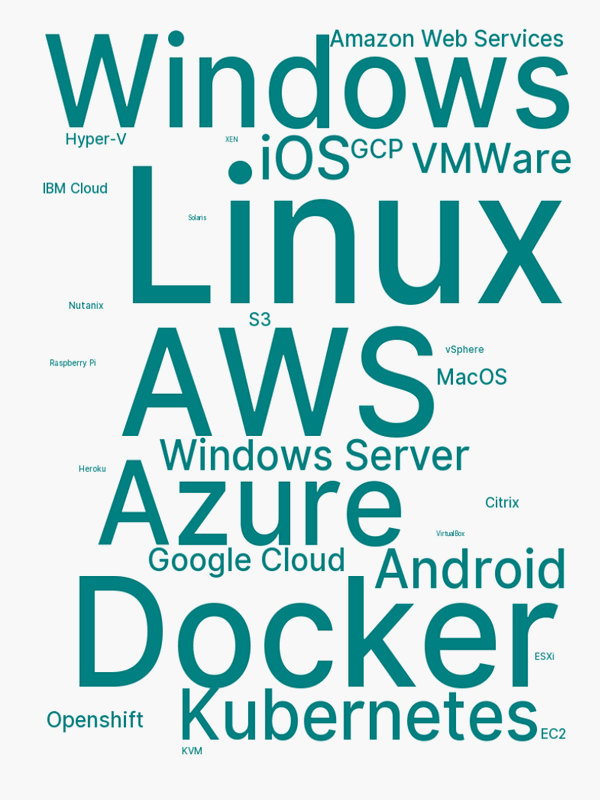 Amazon Web Services
Windows
Hyper-V
XEN
iOS
GCP
VMWare
IBM Cloud
Linux
Solaris
Nutanix
S3
AWS
vSphere
Raspberry Pi
MacOS
Windows Server
Heroku
Azure
Citrix
VirtualBox
Google Cloud
Android
Docker
ESXi
Kubernetes
Openshift
EC2
KVM